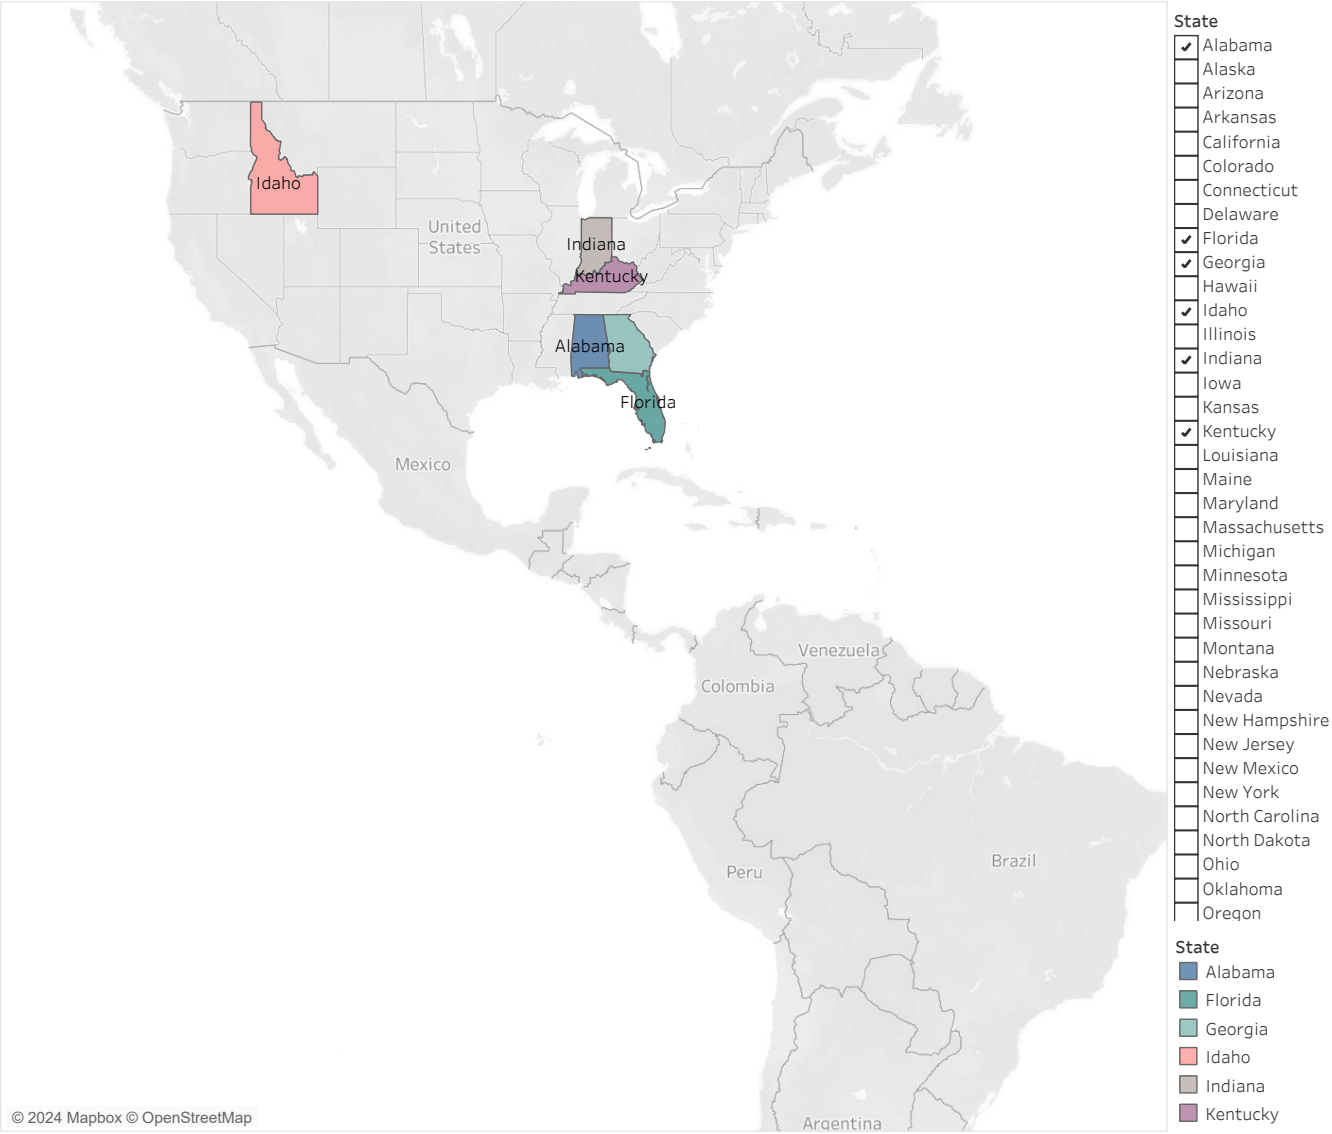 Idaho
United
States
Indiana
Kentucky
Alabama
Florida
Mexico
Venezuela
Colombia
Peru
Brazil
Argentina
© 2024 Mapbox © OpenStreetMap
State
Alabama
Alaska
Arizona
Arkansas
California
Colorado
Connecticut
Delaware
Florida
Georgia
Hawaii
Idaho
Illinois
Indiana
Iowa
Kansas
Kentucky
Louisiana
Maine
Maryland
Massachusetts
Michigan
Minnesota
Mississippi
Missouri
Montana
Nebraska
Nevada
New Hampshire
New Jersey
New Mexico
New York
North Carolina
North Dakota
Ohio
Oklahoma
Oregon
State
Alabama
Florida
Georgia
Idaho
Indiana
Kentucky